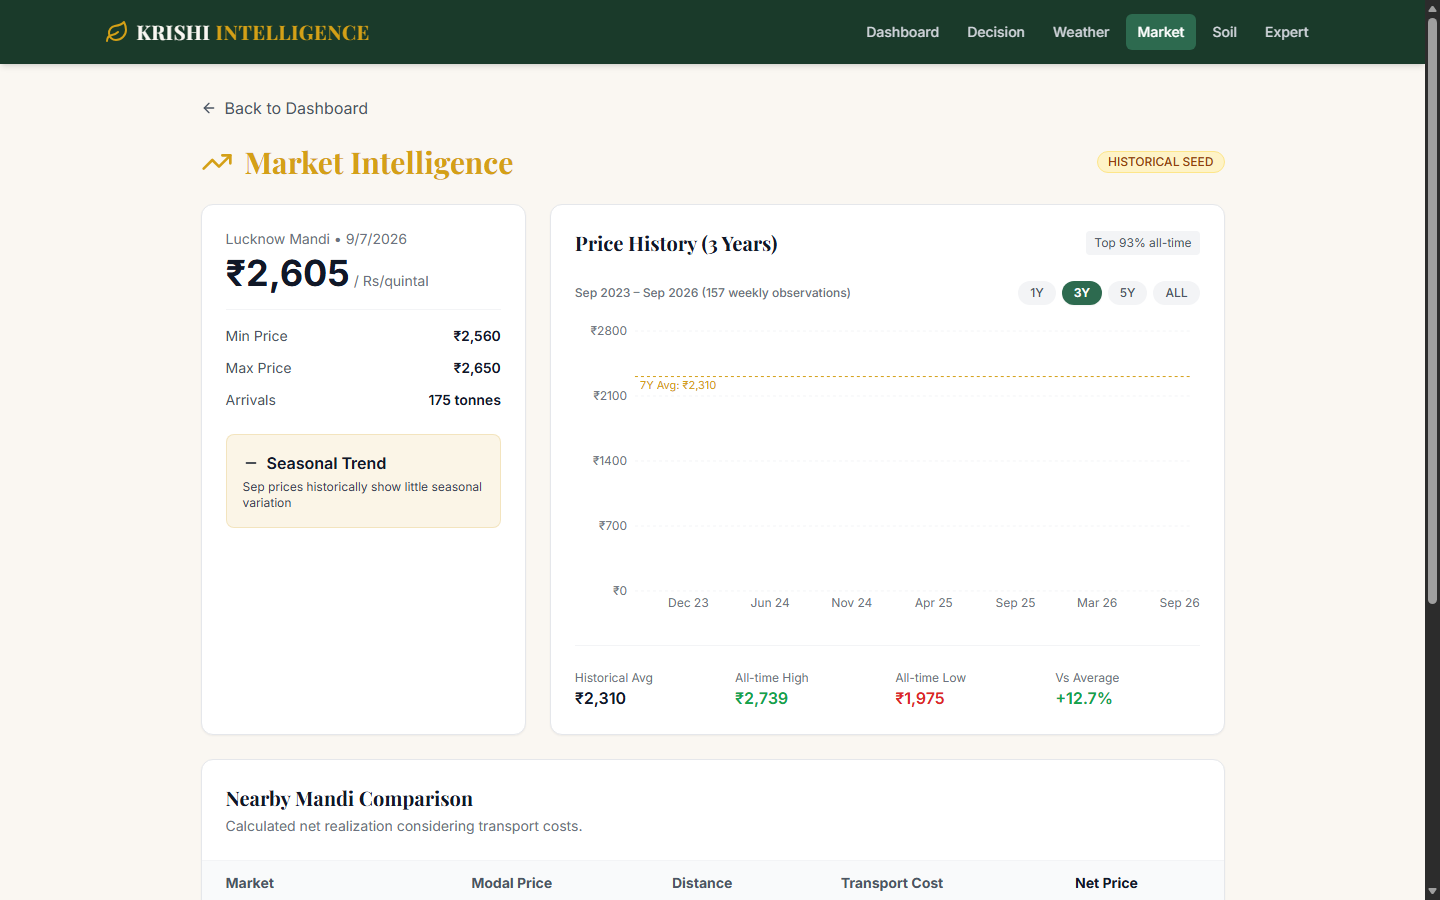 KRISHI INTELLIGENCE
Dashboard
Decision
Weather
Market
Soil
Expert
Back to Dashboard
Market Intelligence
HISTORICAL SEED
Lucknow Mandi • 9/7/2026
₹2,605 / Rs/quintal
Min Price ₹2,560
Max Price ₹2,650
Arrivals 175 tonnes
Seasonal Trend
Sep prices historically show little seasonal
variation
Price History (3 Years)
Top 93% all-time
Sep 2023 – Sep 2026 (157 weekly observations)
1Y
3Y
5Y
ALL
₹2800
7Y Avg: ₹2,310
₹2100
₹1400
₹700
₹0
Dec 23
Jun 24
Nov 24
Apr 25
Sep 25
Mar 26
Sep 26
Historical Avg
₹2,310
All-time High
₹2,739
All-time Low
₹1,975
Vs Average
+12.7%
Nearby Mandi Comparison
Calculated net realization considering transport costs.
Market
Modal Price
Distance
Transport Cost
Net Price